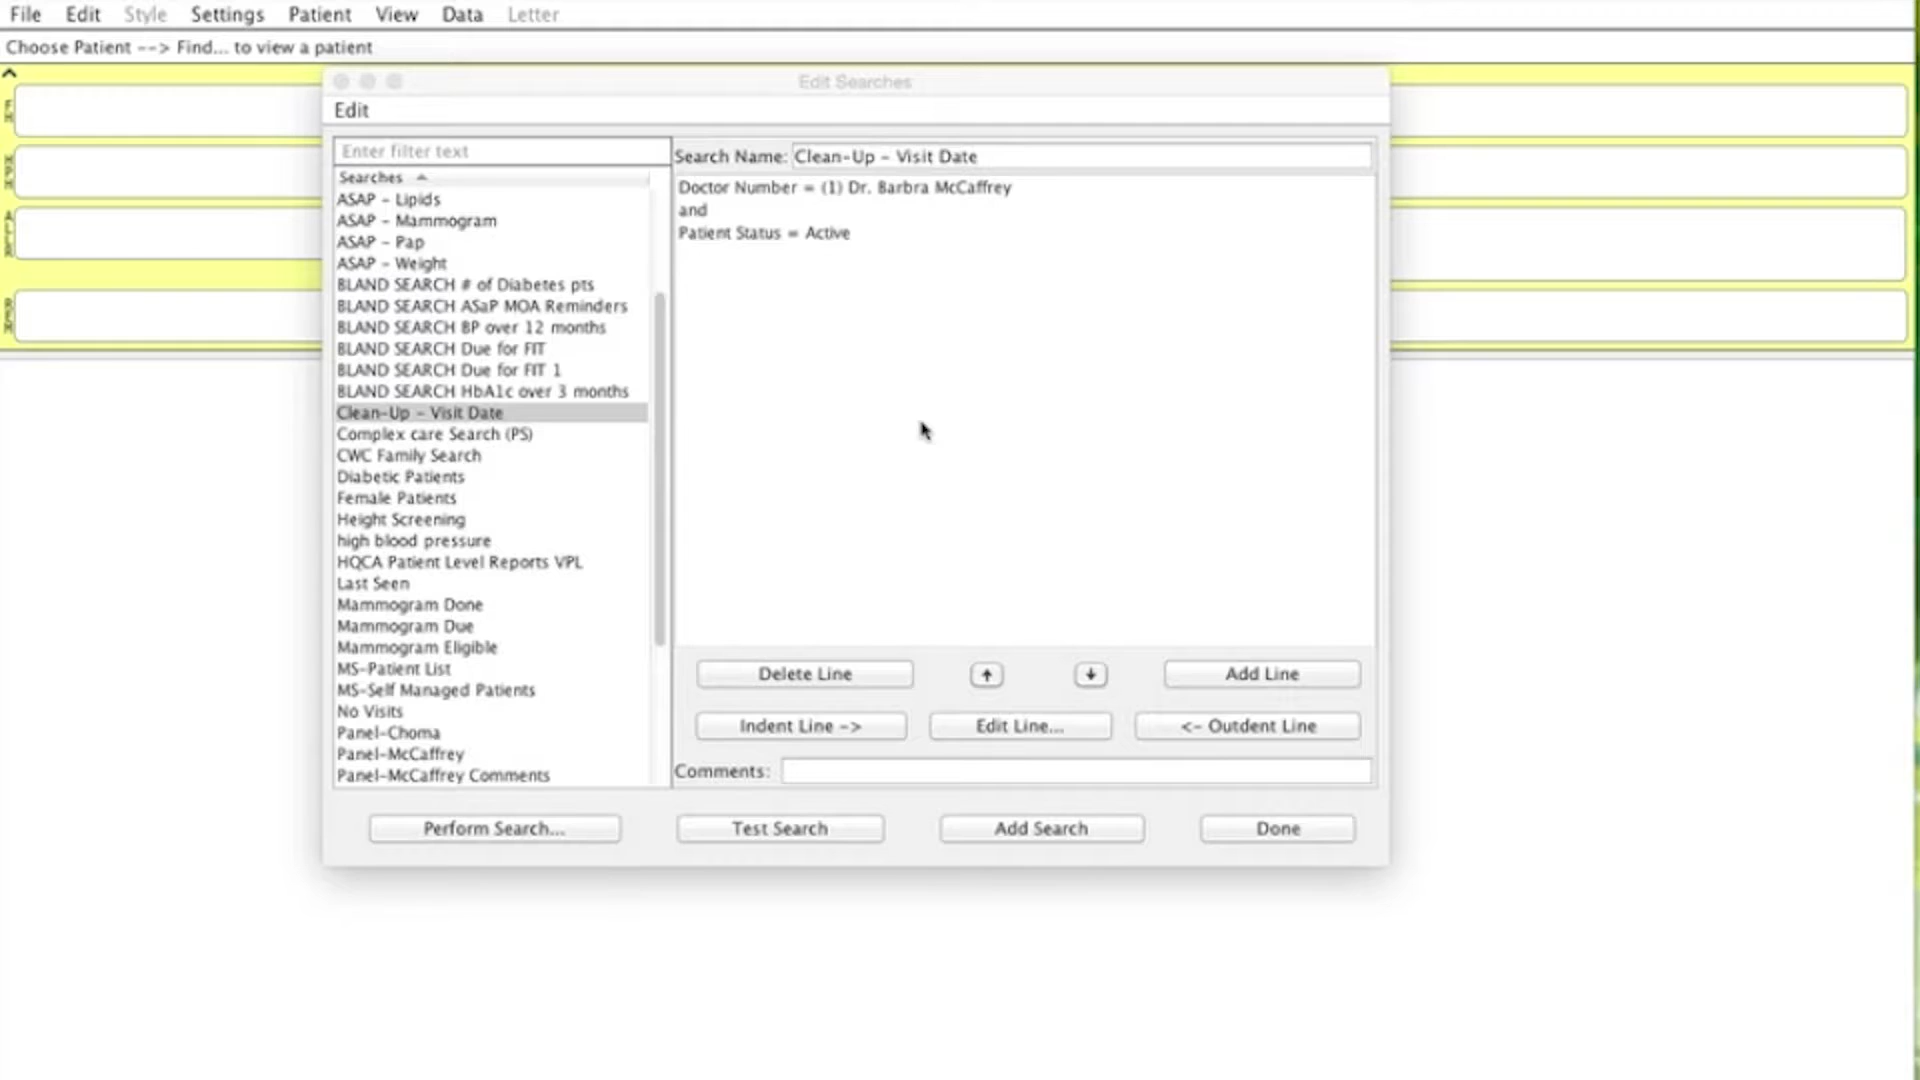 File Edit Style Settings Patient View Data Letter
Choose Patient --> Find... to view a patient
Edit Searches
Edit
Enter filter text
Searches
ASAP - Lipids
ASAP - Mammogram
ASAP - Pap
ASAP - Weight
BLAND SEARCH # of Diabetes pts
BLAND SEARCH ASaP MOA Reminders
BLAND SEARCH BP over 12 months
BLAND SEARCH Due for FIT
BLAND SEARCH Due for FIT 1
BLAND SEARCH HbA1c over 3 months
Clean-Up - Visit Date
Complex care Search (PS)
CWC Family Search
Diabetic Patients
Female Patients
Height Screening
high blood pressure
HQCA Patient Level Reports VPL
Last Seen
Mammogram Done
Mammogram Due
Mammogram Eligible
MS-Patient List
MS-Self Managed Patients
No Visits
Panel-Choma
Panel-McCaffrey
Panel-McCaffrey Comments
Search Name: Clean-Up - Visit Date
Doctor Number = (1) Dr. Barbra McCaffrey
and
Patient Status = Active
Delete Line Add Line
Indent Line -> Edit Line... <- Outdent Line
Comments:
Perform Search... Test Search Add Search Done